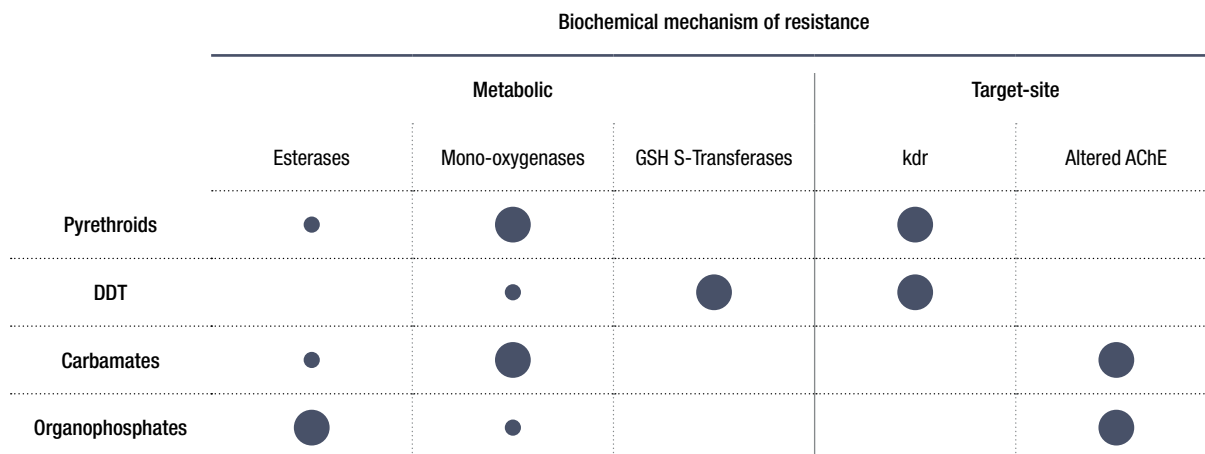 Biochemical mechanism of resistance
Metabolic Target-site
Esterases Mono-oxygenases GSH S-Transferases kdr Altered AChE
Pyrethroids
DDT
Carbamates
Organophosphates